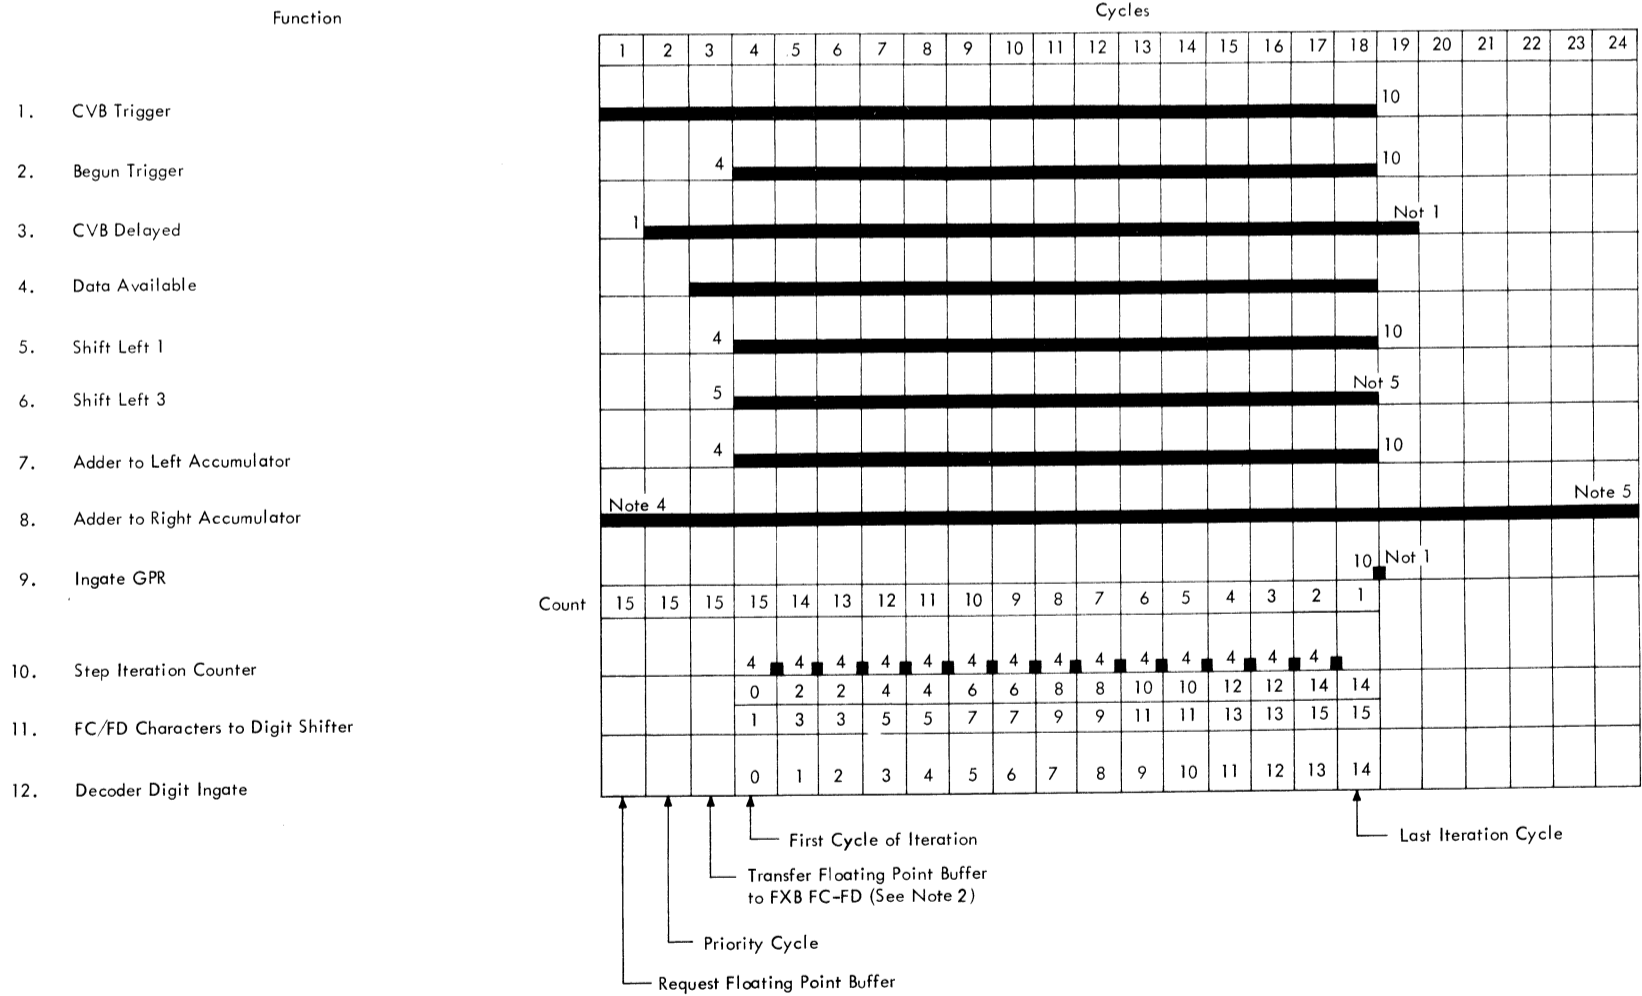 Function Cycles
1 2 3 4 5 6 7 8 9 10 11 12 13 14 15 16 17 18 19 20 21 22 23 24
1. CVB Trigger 10
2. Begun Trigger 4 10
3. CVB Delayed 1 Not 1
4. Data Available
5. Shift Left 1 4 10
6. Shift Left 3 5 Not 5
7. Adder to Left Accumulator 4 10
8. Adder to Right Accumulator Note 4 Note 5
9. Ingate GPR 10 Not 1
Count 15 15 15 15 14 13 12 11 10 9 8 7 6 5 4 3 2 1
10. Step Iteration Counter 4 4 4 4 4 4 4 4 4 4 4 4 4 4
0 2 2 4 4 6 6 8 8 10 10 12 12 14 14
11. FC/FD Characters to Digit Shifter 1 3 3 5 5 7 7 9 9 11 11 13 13 15 15
12. Decoder Digit Ingate 0 1 2 3 4 5 6 7 8 9 10 11 12 13 14
First Cycle of Iteration
Last Iteration Cycle
Transfer Floating Point Buffer
to FXB FC-FD (See Note 2)
Priority Cycle
Request Floating Point Buffer